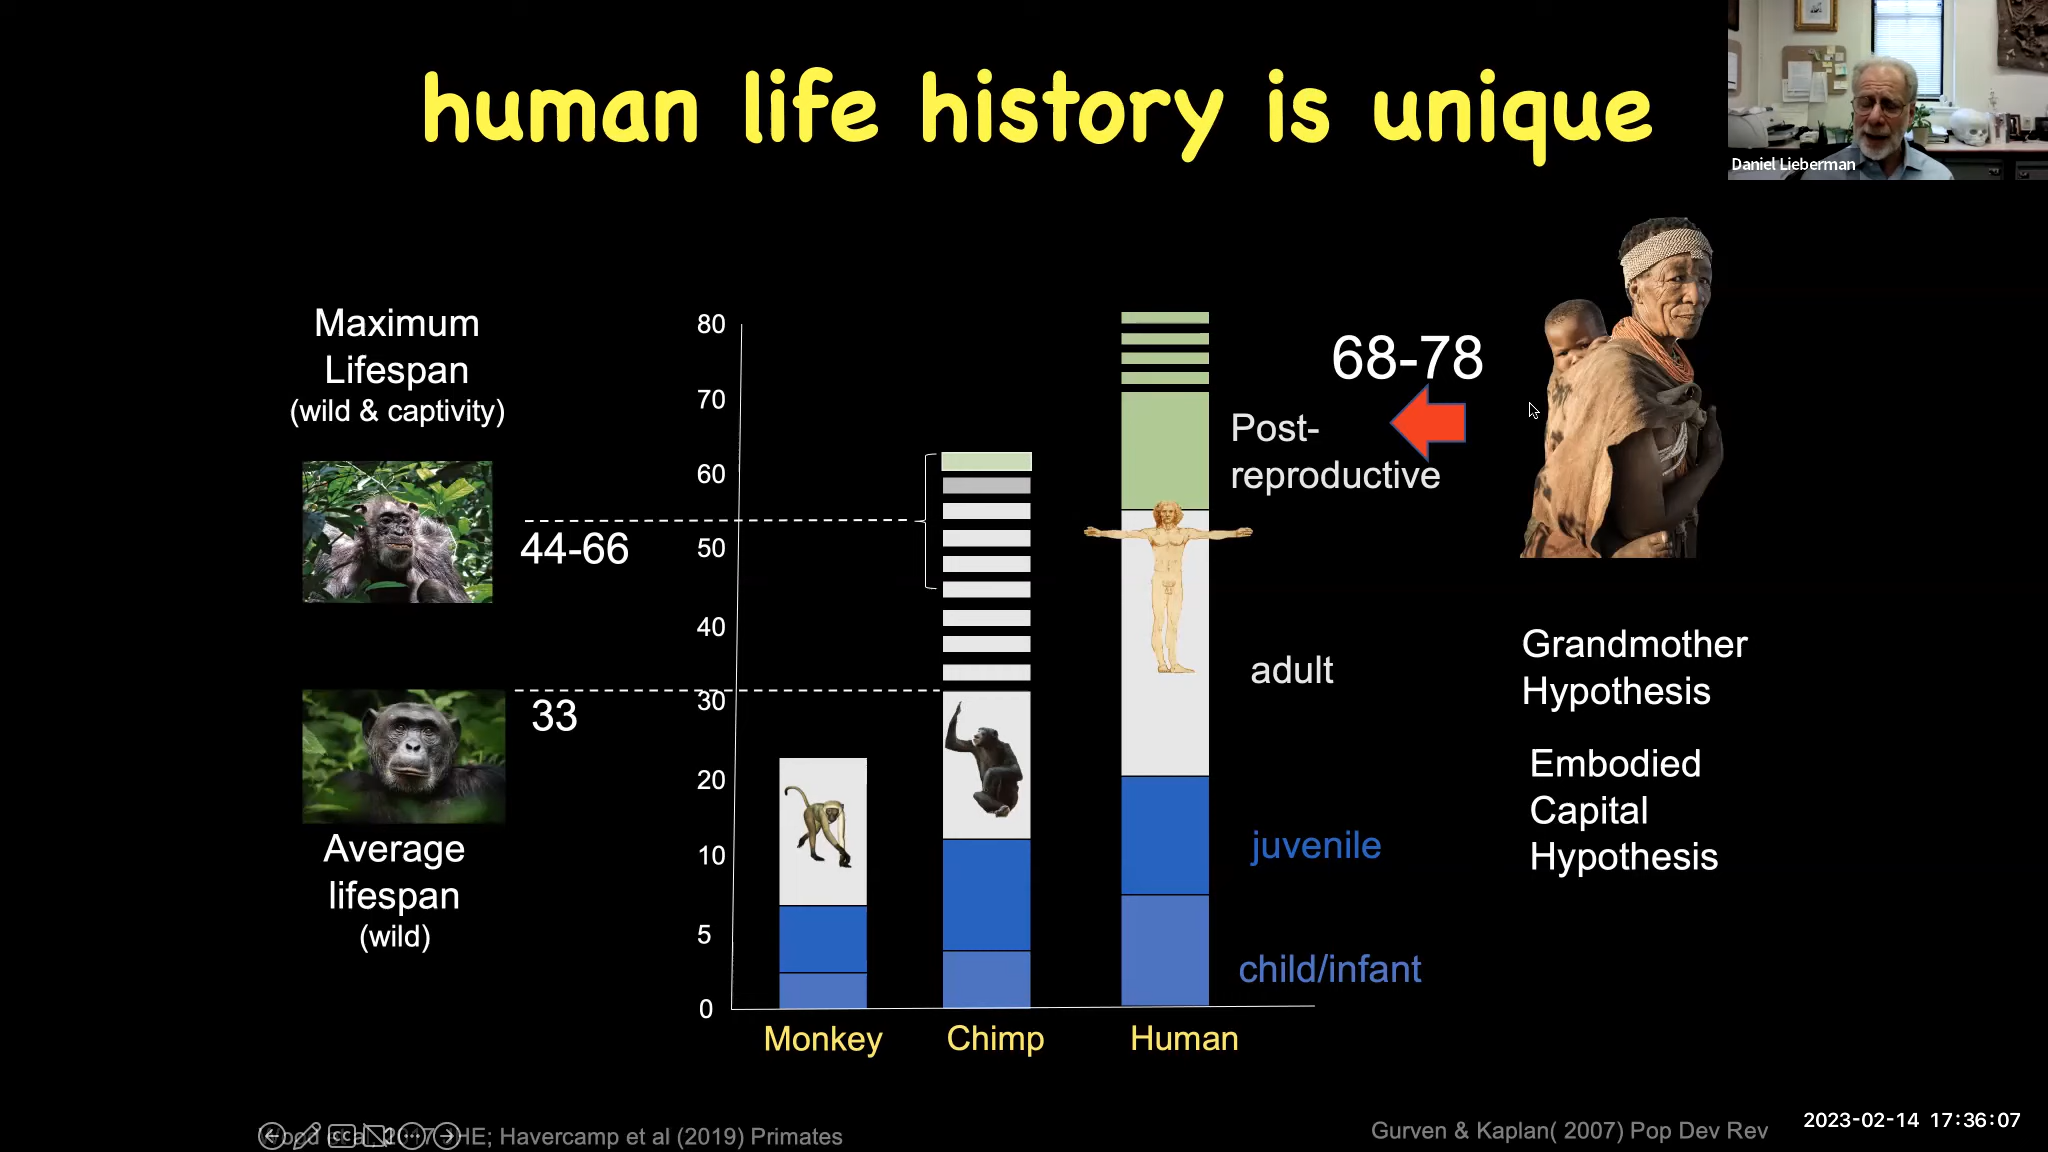 human life history is unique
Daniel Lieberman
Maximum
Lifespan
(wild & captivity)
44-66
33
Average
lifespan
(wild)
80
70
60
50
40
30
20
10
5
0
Monkey
Chimp
Human
68-78
Post-
reproductive
adult
juvenile
child/infant
Grandmother
Hypothesis
Embodied
Capital
Hypothesis
HE; Havercamp et al (2019) Primates
Gurven & Kaplan( 2007) Pop Dev Rev
2023-02-14 17:36:07